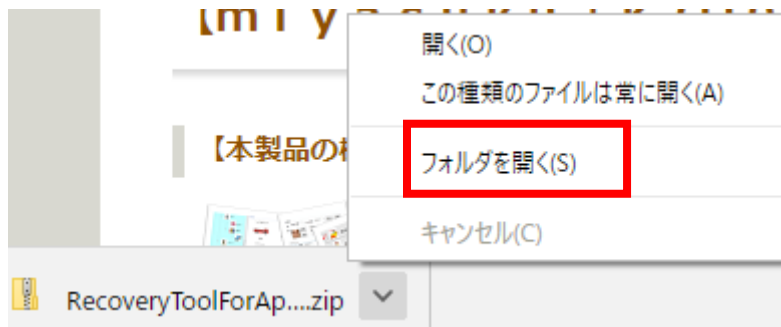 【ｍｉｙ
開く(O)
この種類のファイルは常に開く(A)
【本製品の
フォルダを開く(S)
キャンセル(C)
RecoveryToolForAp....zip